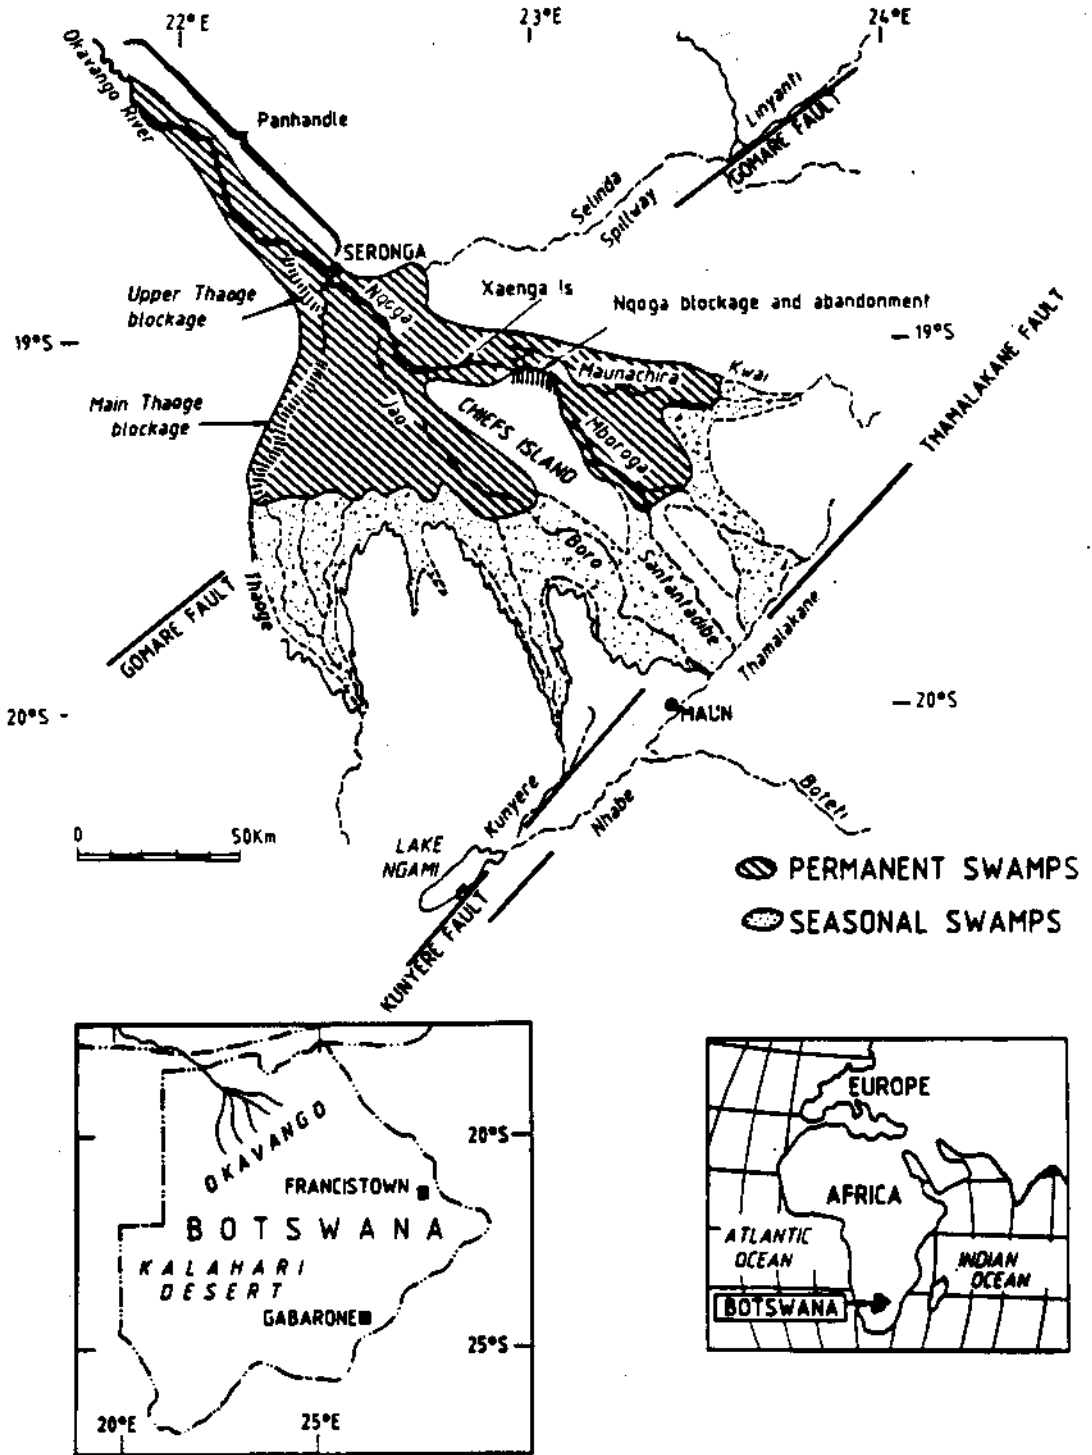 22°E
23°E
24°E
Okavango River
Panhandle
Linyanti
GOMARE FAULT
Selinda
Spillway
SERONGA
Nqoga
Xaenga Is
Nqoga blockage and abandonment
Upper Thaoge
blockage
19°S
19°S
Maunachira
Kwai
THAMALAKANE FAULT
Main Thaoge
blockage
Jao
CHIEFS ISLAND
Mboroga
Boro
Santantadibe
Thaoge
GOMARE FAULT
Thamalakane
20°S
20°S
MAUN
Boteti
Kunyere
Nhabe
0 50Km
LAKE
NGAMI
KUNYERE FAULT
PERMANENT SWAMPS
SEASONAL SWAMPS
OKAVANGO
20°S
FRANCISTOWN
BOTSWANA
KALAHARI
DESERT
GABARONE
25°S
20°E
25°E
EUROPE
AFRICA
ATLANTIC
OCEAN
INDIAN
OCEAN
BOTSWANA